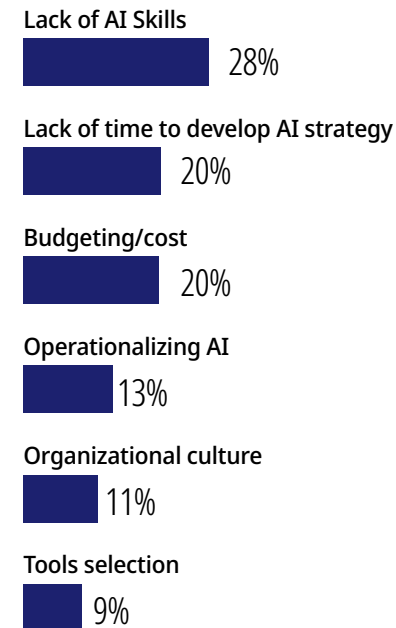 Lack of AI Skills
28%
Lack of time to develop AI strategy
20%
Budgeting/cost
20%
Operationalizing AI
13%
Organizational culture
11%
Tools selection
9%